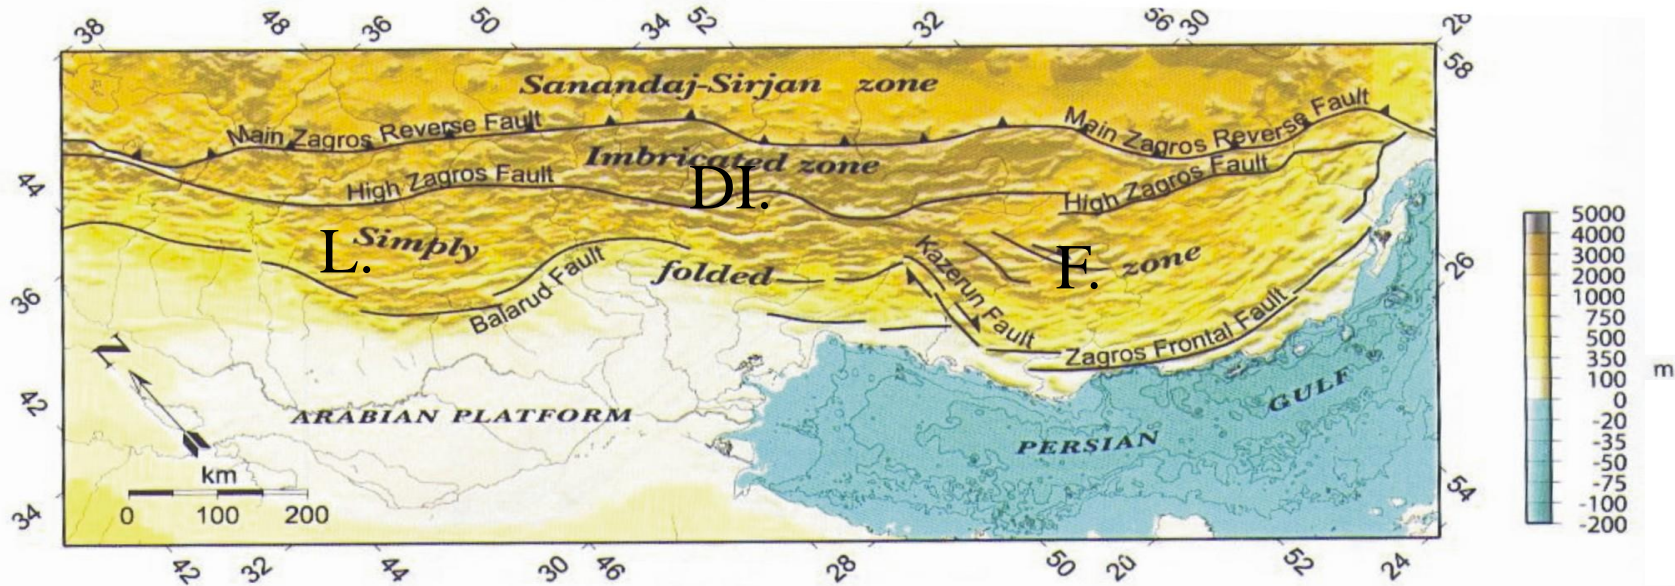 38
48
36
50
34
52
32
56
30
58
Sanandaj-Sirjan zone
Main Zagros Reverse Fault
Main Zagros Reverse Fault
Imbricated zone
High Zagros Fault
DI.
High Zagros Fault
44
L.
Simply
folded
zone
F.
Kazerun Fault
Balarud Fault
Zagros Frontal Fault
26
36
N
ARABIAN PLATFORM
PERSIAN
GULF
42
km
0 100 200
34
54
42
32
44
30
46
28
50
20
52
24
5000
4000
3000
2000
1000
750
500
350
100
0
-20
-35
-50
-75
-100
-200
m